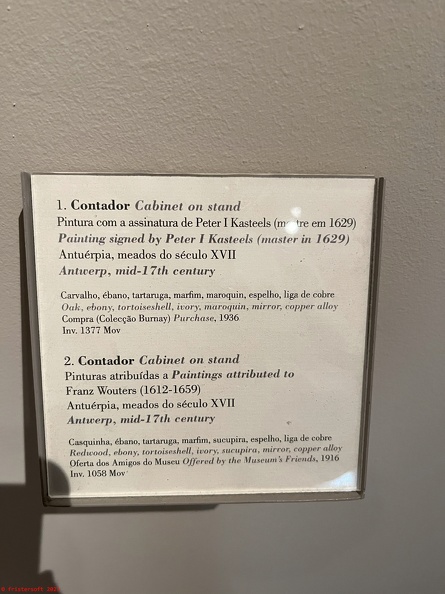 1. Contador Cabinet on stand
Pintura com a assinatura de Peter I Kasteels (mestre em 1629)
Painting signed by Peter I Kasteels (master in 1629)
Antuérpia, meados do século XVII
Antwerp, mid-17th century
Carvalho, ébano, tartaruga, marfim, maroquin, espelho, liga de cobre
Oak, ebony, tortoiseshell, ivory, maroquin, mirror, copper alloy
Compra (Colecção Burnay) Purchase, 1936
Inv. 1377 Mov
2. Contador Cabinet on stand
Pinturas atribuídas a Paintings attributed to
Franz Wouters (1612-1659)
Antuérpia, meados do século XVII
Antwerp, mid-17th century
Casquinha, ébano, tartaruga, marfim, sucupira, espelho, liga de cobre
Redwood, ebony, tortoiseshell, ivory, sucupira, mirror, copper alloy
Oferta dos Amigos do Museu Offered by the Museum's Friends, 1916
Inv. 1058 Mov